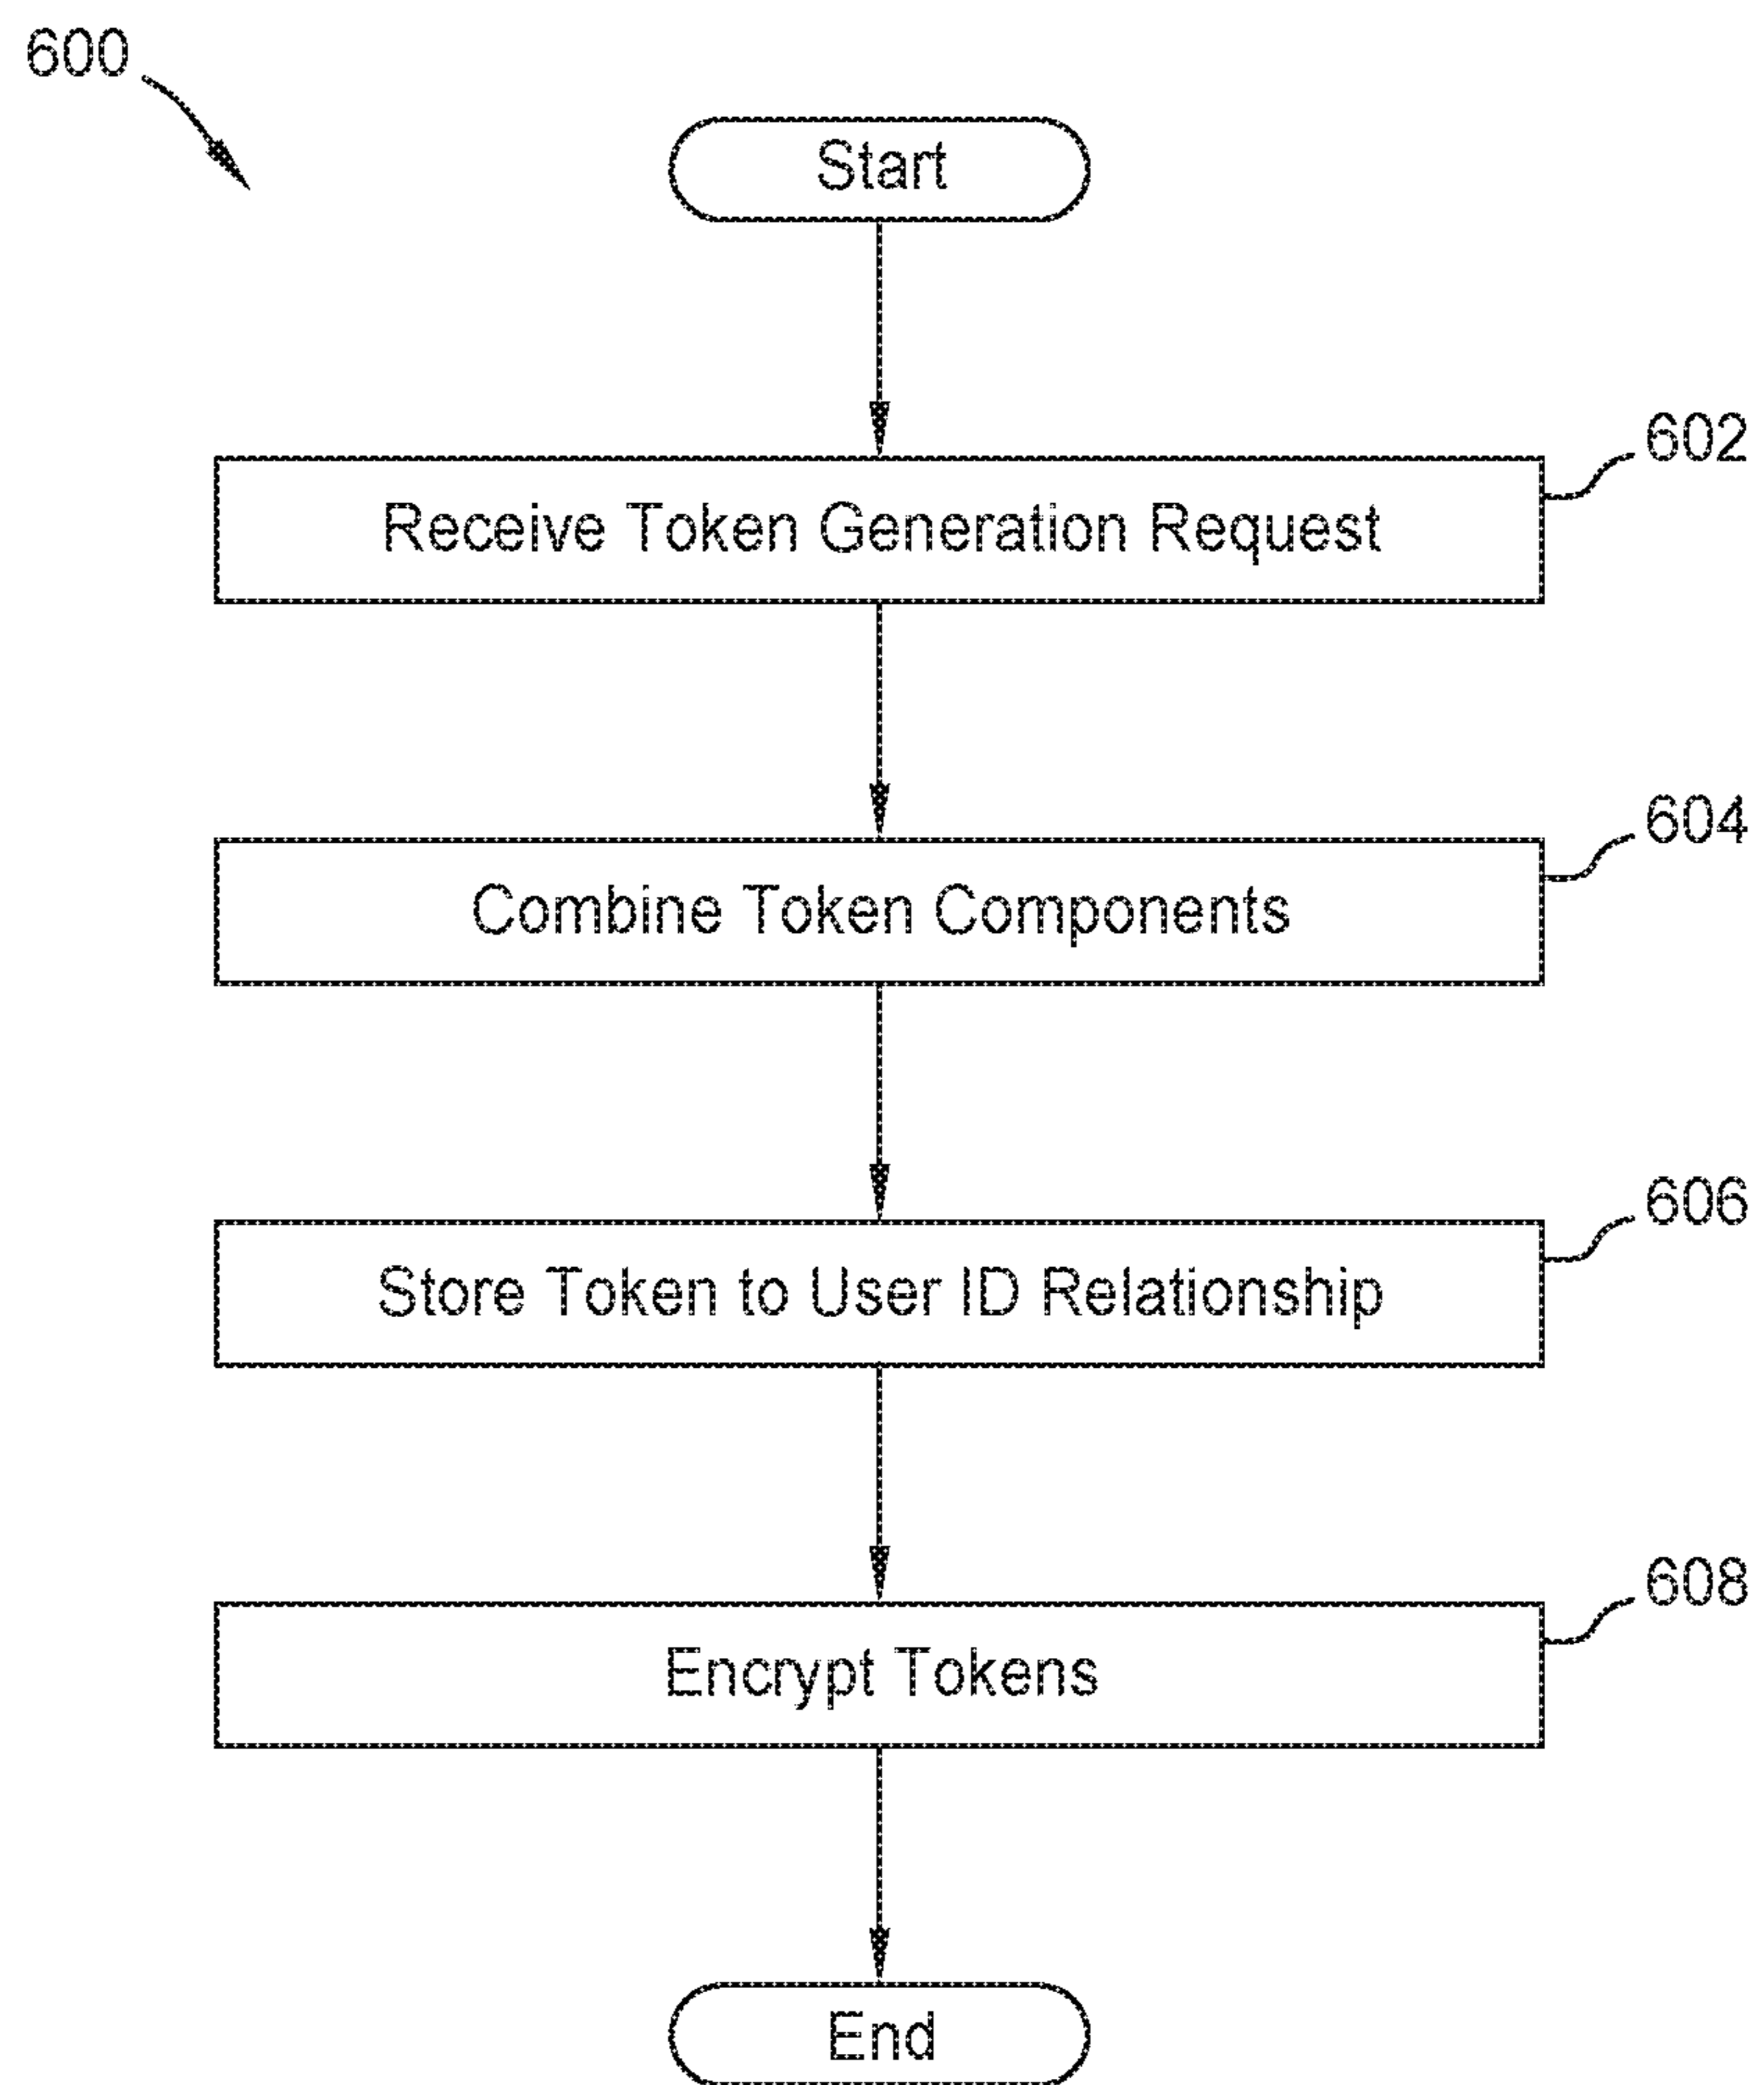 600
Start
602
Receive Token Generation Request
604
Combine Token Components
606
Store Token to User ID Relationship
608
Encrypt Tokens
End